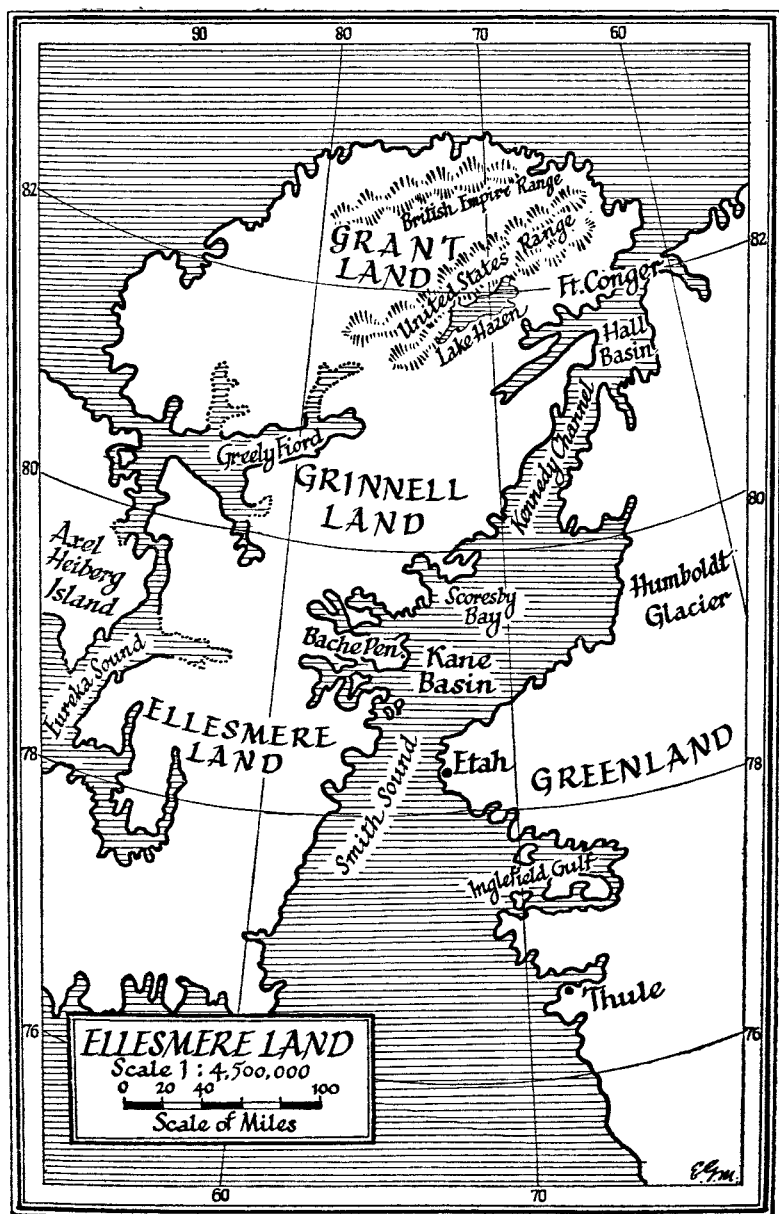 90 80 70 60
82
British Empire Range
GRANT
LAND
United States Range
82
Ft. Conger
Lake Hazen
Hall
Basin
Kennedy Channel
Greely Fiord
80
GRINNELL
LAND
80
Axel
Heiberg
Island
Humboldt
Glacier
Scoresby
Bay
Bache Pen.
Kane
Basin
Eureka Sound
ELLESMERE
LAND
78
Smith Sound
Etah
GREENLAND
78
Inglefield Gulf
Thule
76
76
ELLESMERE LAND
Scale 1 : 4,500,000
0 20 40 100
Scale of Miles
60 70
E.G.M.